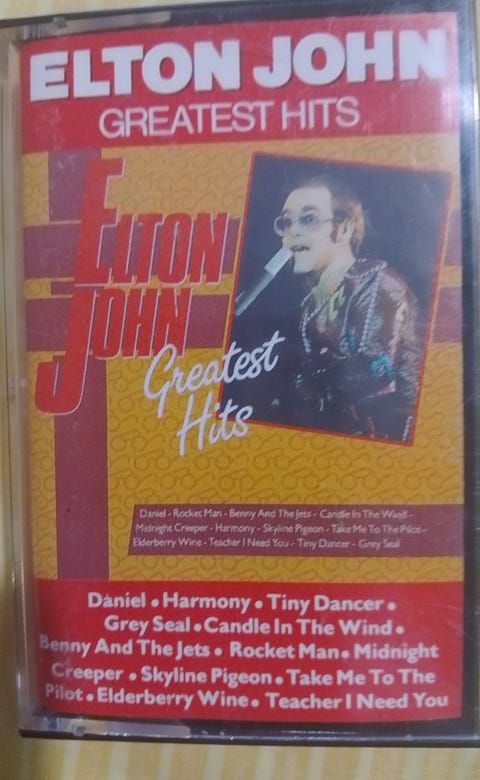 ELTON JOHN
GREATEST HITS
ELTON
JOHN
Greatest
Hits
Daniel - Rocket Man - Benny And The Jets - Candle In The Wind -
Midnight Creeper - Harmony - Skyline Pigeon - Take Me To The Pilot -
Elderberry Wine - Teacher I Need You - Tiny Dancer - Grey Seal
Daniel • Harmony • Tiny Dancer •
Grey Seal • Candle In The Wind •
Benny And The Jets • Rocket Man • Midnight
Creeper • Skyline Pigeon • Take Me To The
Pilot • Elderberry Wine • Teacher I Need You